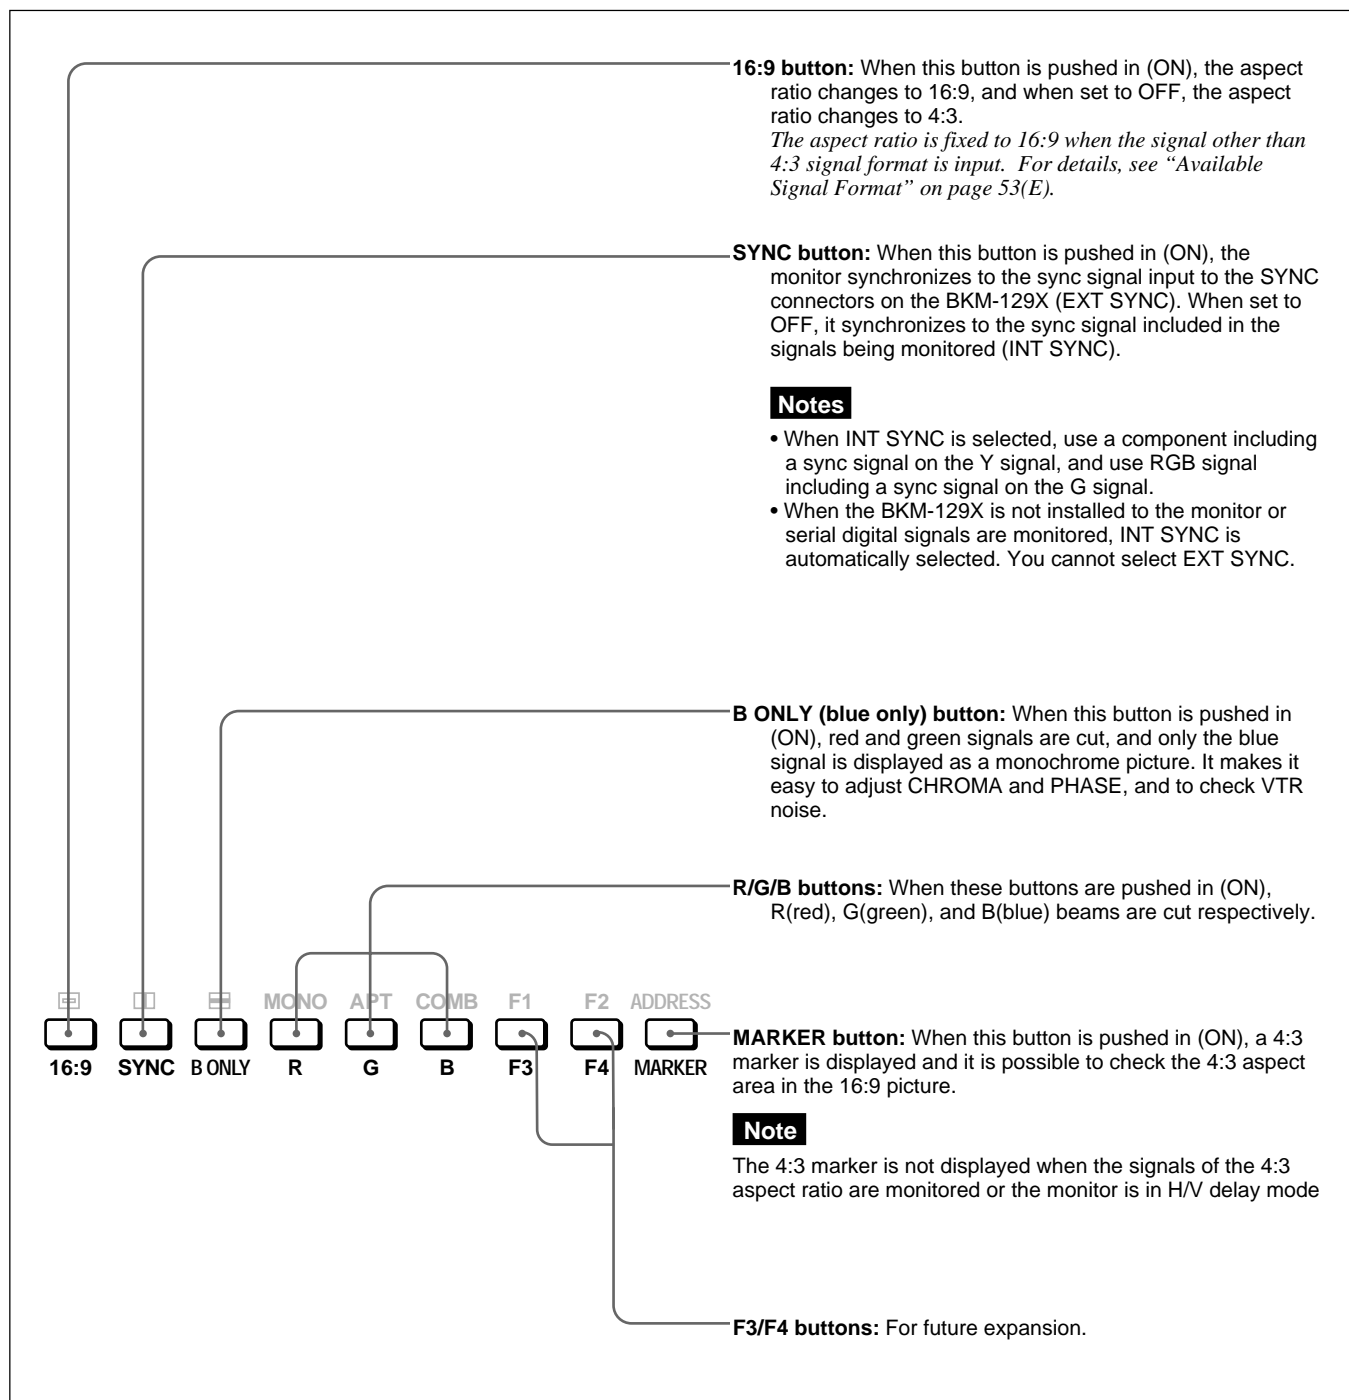 16:9 button: When this button is pushed in (ON), the aspect
ratio changes to 16:9, and when set to OFF, the aspect
ratio changes to 4:3.
The aspect ratio is fixed to 16:9 when the signal other than
4:3 signal format is input.  For details, see “Available
Signal Format” on page 53(E).
SYNC button: When this button is pushed in (ON), the
monitor synchronizes to the sync signal input to the SYNC
connectors on the BKM-129X (EXT SYNC). When set to
OFF, it synchronizes to the sync signal included in the
signals being monitored (INT SYNC).
Notes
• When INT SYNC is selected, use a component including
a sync signal on the Y signal, and use RGB signal
including a sync signal on the G signal.
• When the BKM-129X is not installed to the monitor or
serial digital signals are monitored, INT SYNC is
automatically selected. You cannot select EXT SYNC.
B ONLY (blue only) button: When this button is pushed in
(ON), red and green signals are cut, and only the blue
signal is displayed as a monochrome picture. It makes it
easy to adjust CHROMA and PHASE, and to check VTR
noise.
R/G/B buttons: When these buttons are pushed in (ON),
R(red), G(green), and B(blue) beams are cut respectively.
MONO APT COMB F1 F2 ADDRESS
16:9 SYNC B ONLY R G B F3 F4 MARKER
MARKER button: When this button is pushed in (ON), a 4:3
marker is displayed and it is possible to check the 4:3 aspect
area in the 16:9 picture.
Note
The 4:3 marker is not displayed when the signals of the 4:3
aspect ratio are monitored or the monitor is in H/V delay mode
F3/F4 buttons: For future expansion.